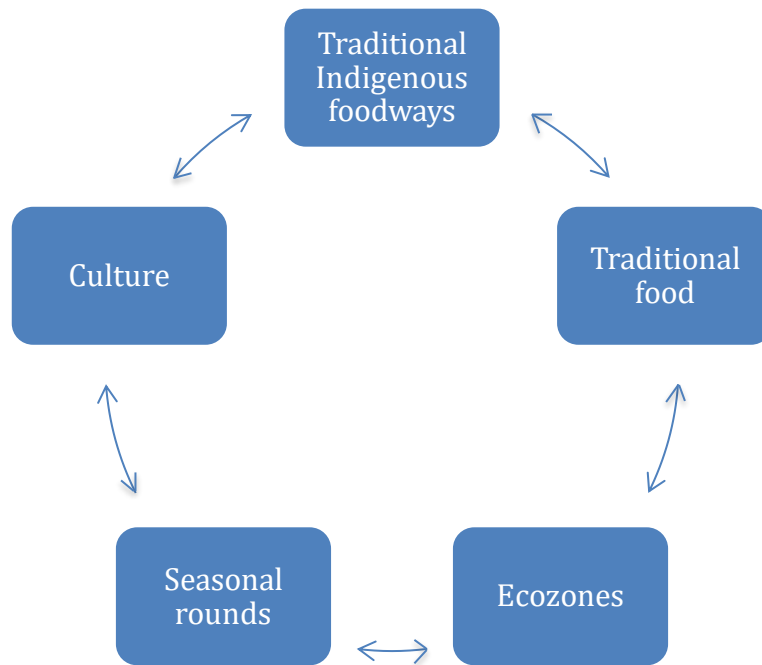 Traditional
Indigenous
foodways
Culture
Traditional
food
Seasonal
rounds
Ecozones